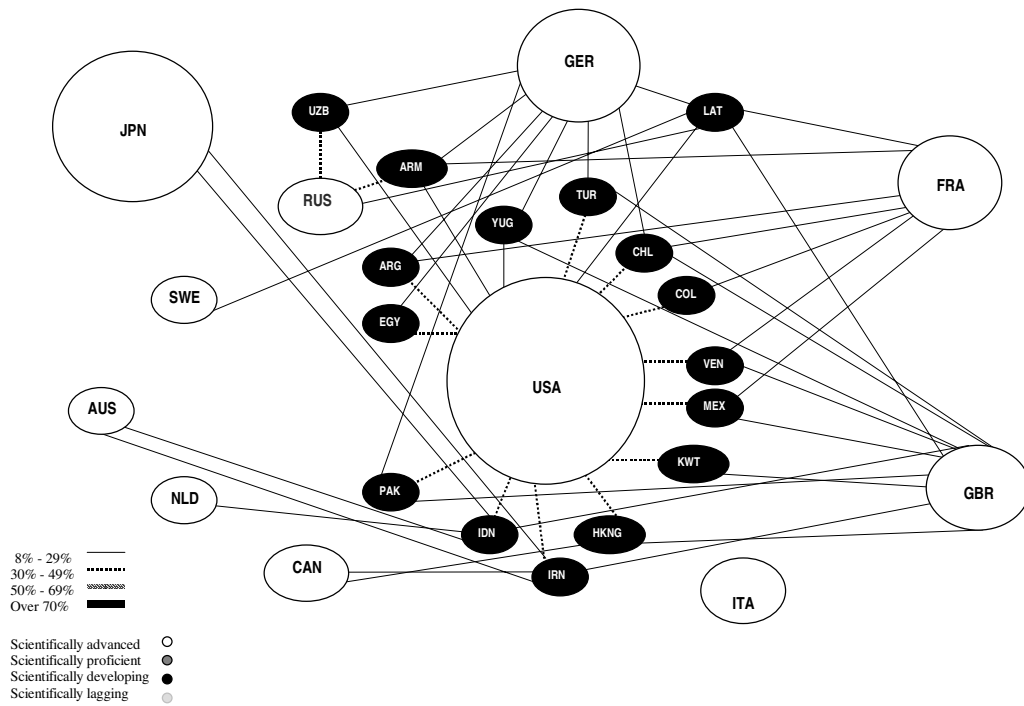 GER
JPN
UZB
LAT
ARM
FRA
RUS
TUR
YUG
CHL
ARG
SWE
COL
EGY
VEN
USA
AUS
MEX
KWT
PAK
NLD
GBR
IDN
HKNG
8% - 29%
30% - 49%
CAN
IRN
50% - 69%
Over 70%
ITA
Scientifically advanced
Scientifically proficient
Scientifically developing
Scientifically lagging